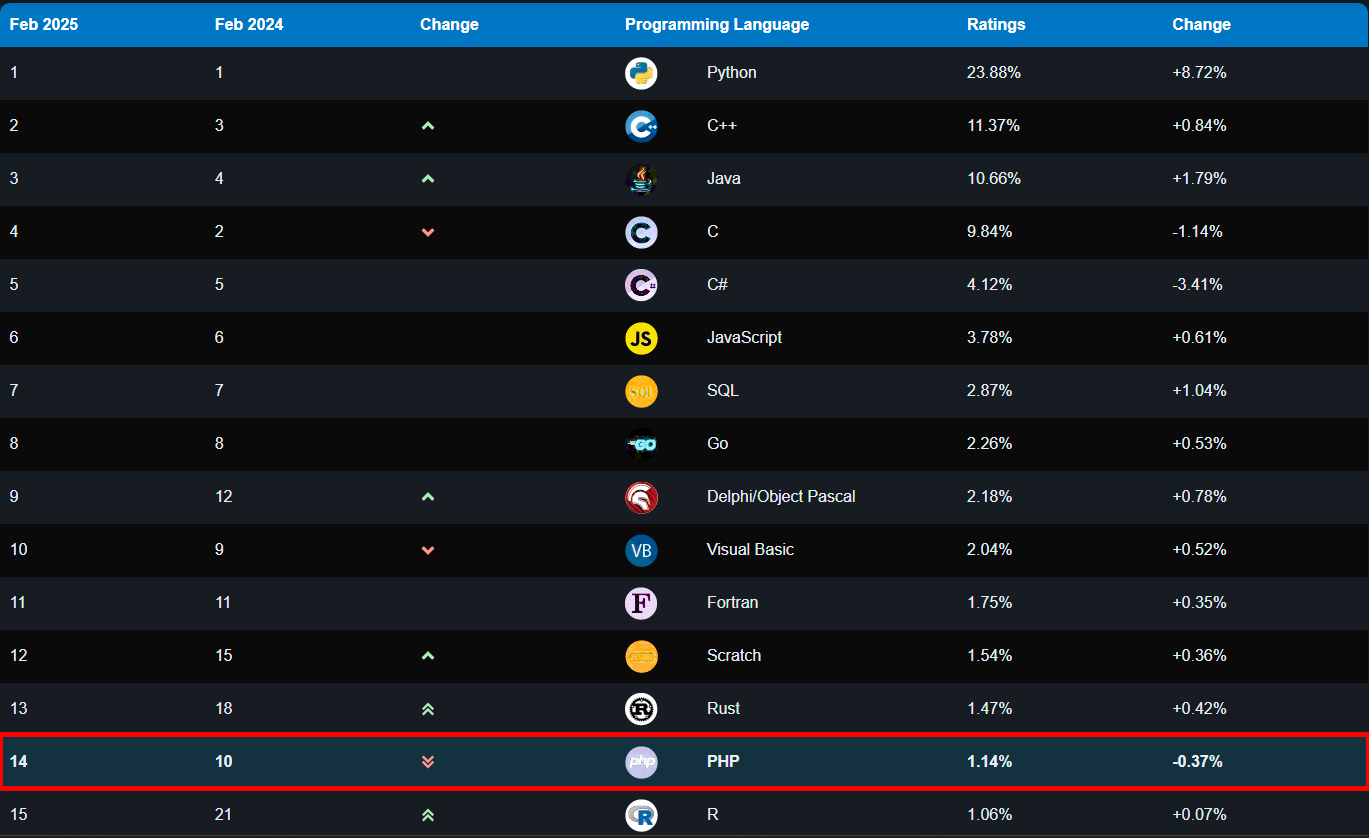 Feb 2025 Feb 2024 Change Programming Language Ratings Change
1 1 Python 23.88% +8.72%
2 3 C++ 11.37% +0.84%
3 4 Java 10.66% +1.79%
4 2 C 9.84% -1.14%
5 5 C# 4.12% -3.41%
6 6 JS JavaScript 3.78% +0.61%
7 7 SQL SQL 2.87% +1.04%
8 8 GO Go 2.26% +0.53%
9 12 Delphi/Object Pascal 2.18% +0.78%
10 9 VB Visual Basic 2.04% +0.52%
11 11 F Fortran 1.75% +0.35%
12 15 Scratch 1.54% +0.36%
13 18 R Rust 1.47% +0.42%
14 10 php PHP 1.14% -0.37%
15 21 R R 1.06% +0.07%